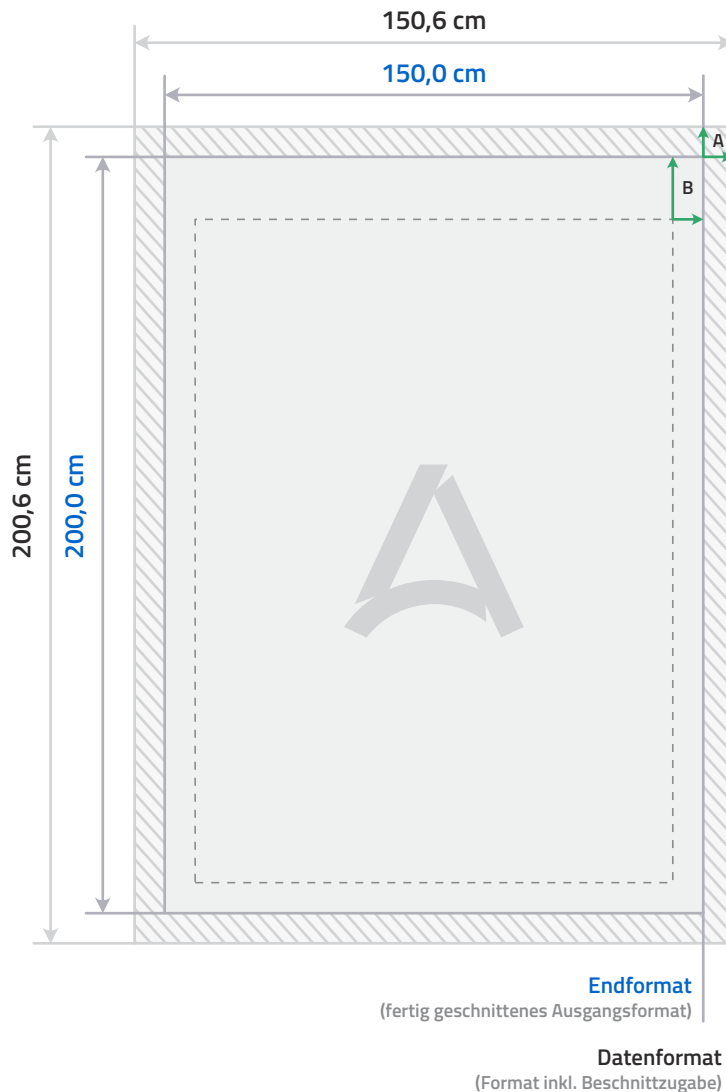 150,6 cm
150,0 cm
A
B
200,6 cm
200,0 cm
Endformat
(fertig geschnittenes Ausgangsformat)
Datenformat
(Format inkl. Beschnittzugabe)